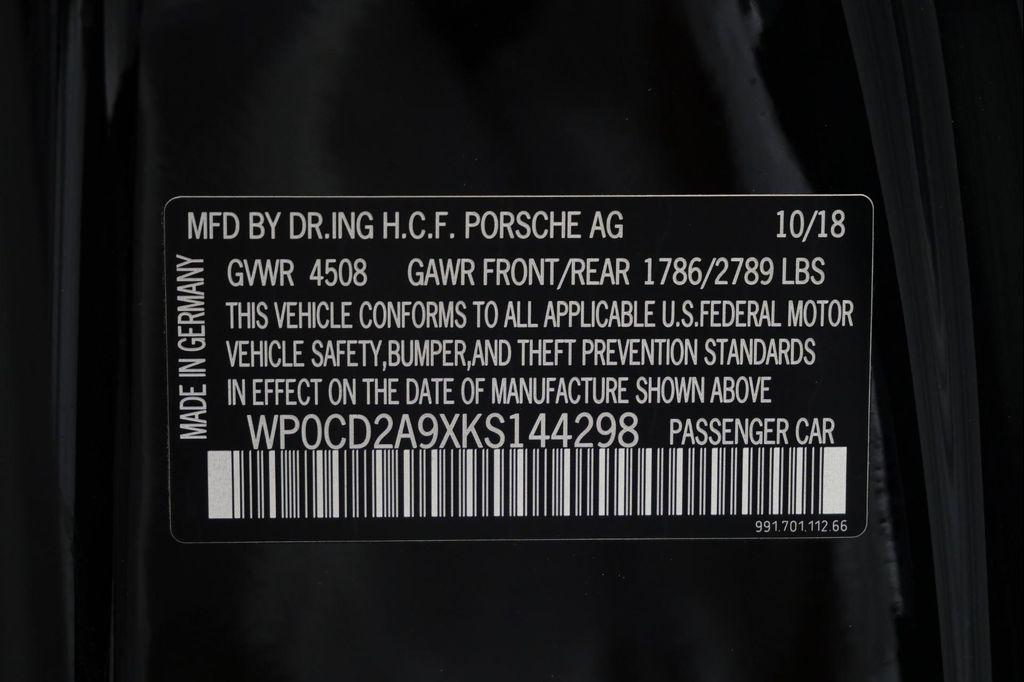 MFD BY DR.ING H.C.F. PORSCHE AG 10/18
GVWR 4508 GAWR FRONT/REAR 1786/2789 LBS
THIS VEHICLE CONFORMS TO ALL APPLICABLE U.S.FEDERAL MOTOR
VEHICLE SAFETY,BUMPER,AND THEFT PREVENTION STANDARDS
IN EFFECT ON THE DATE OF MANUFACTURE SHOWN ABOVE
WP0CD2A9XKS144298 PASSENGER CAR
991.701.112.66
MADE IN GERMANY